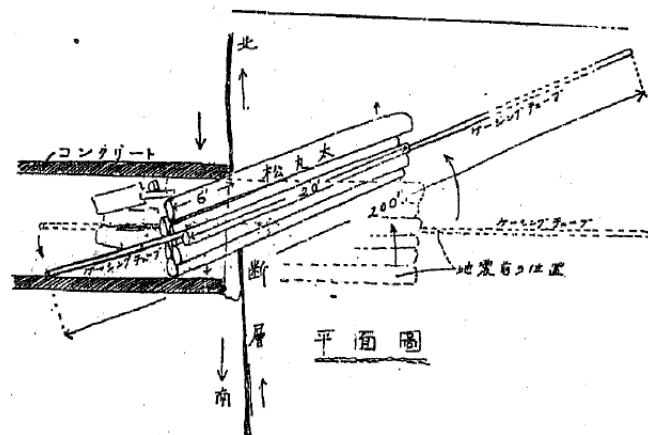 北
コンクリート
松丸太
6'
20'
ケーシングチューブ
200'
ケーシングチューブ
ケーシングチューブ
地震前ノ位置
断
層
平面圖
南